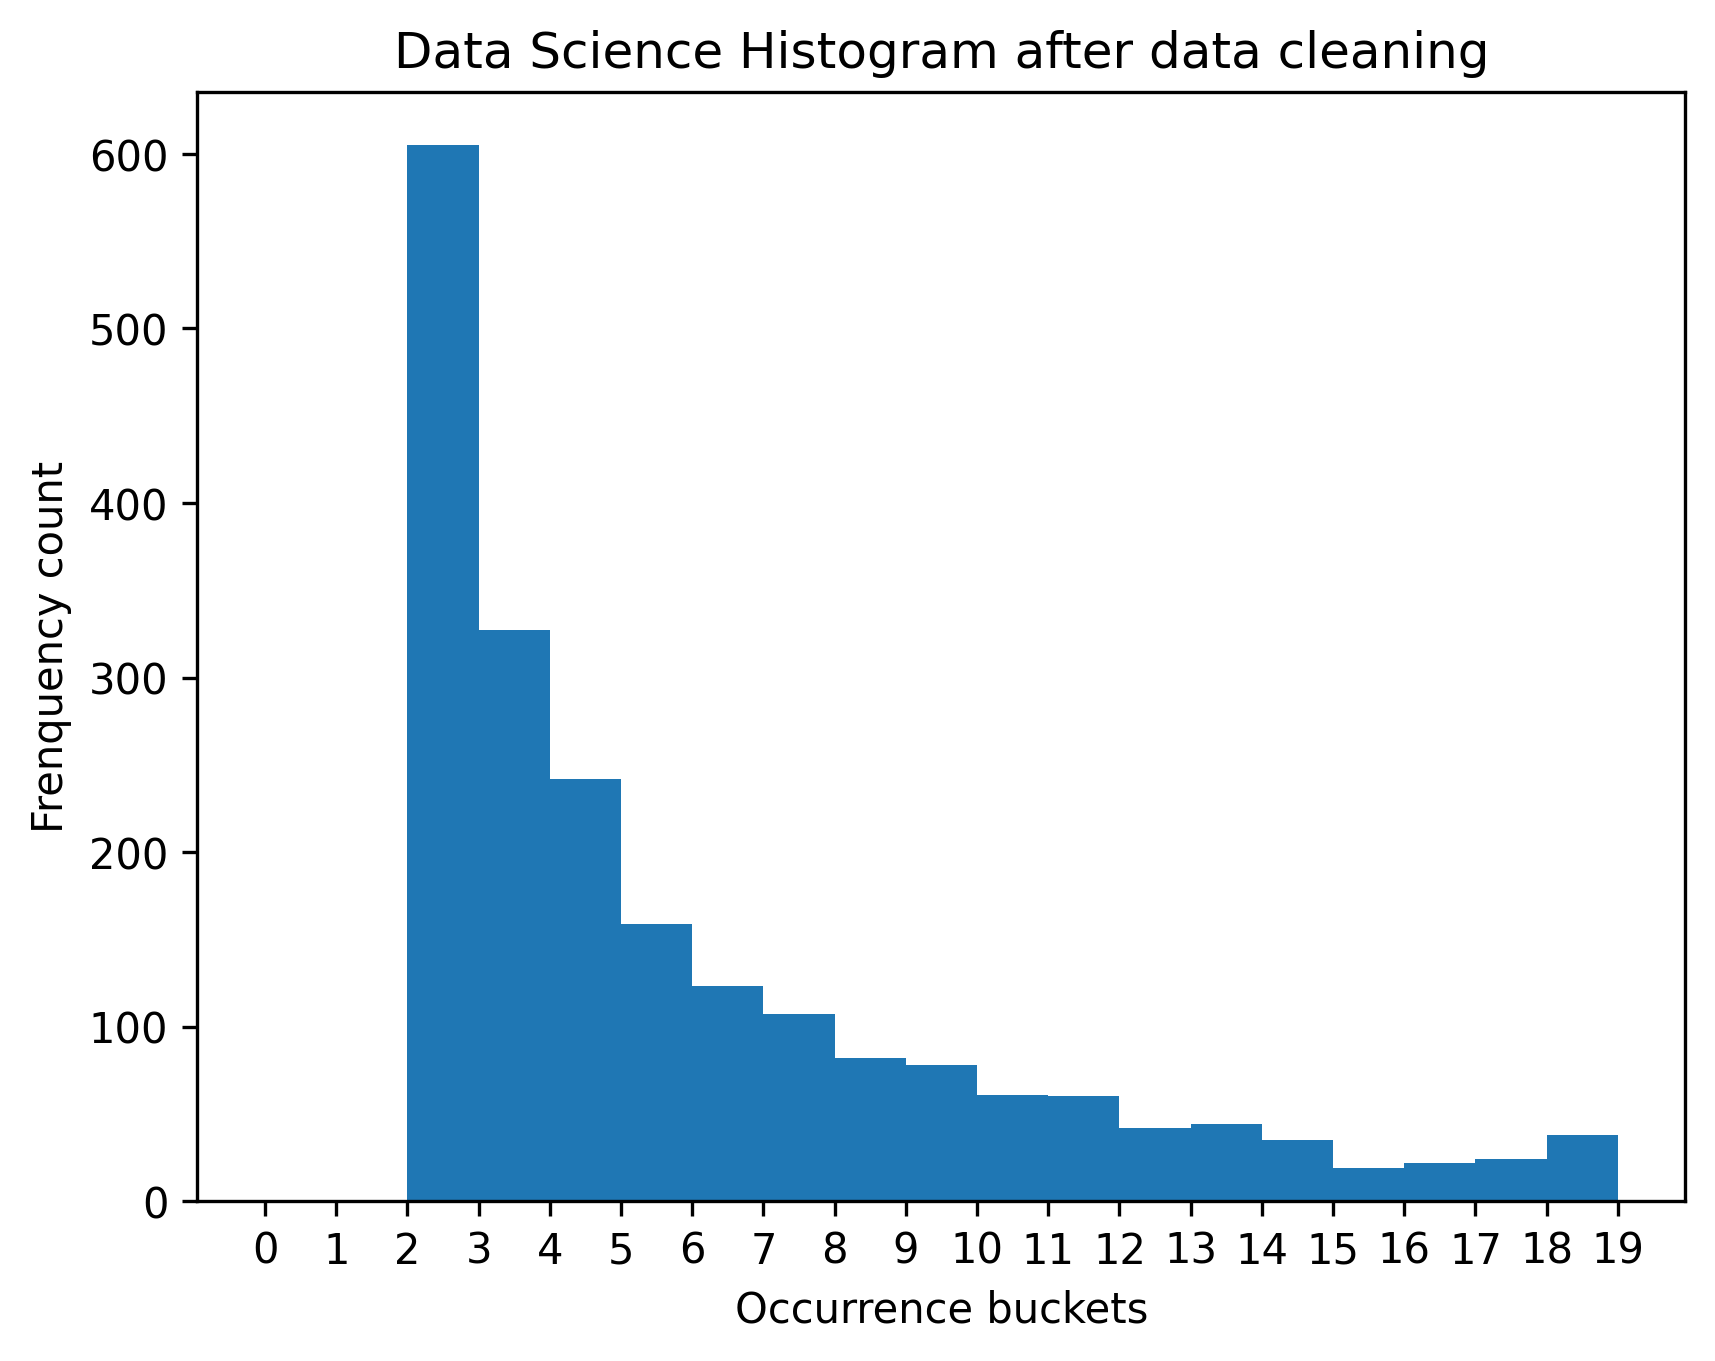 Data Science Histogram after data cleaning
Frenquency count
600
500
400
300
200
100
0
0 1 2 3 4 5 6 7 8 9 10 11 12 13 14 15 16 17 18 19
Occurrence buckets